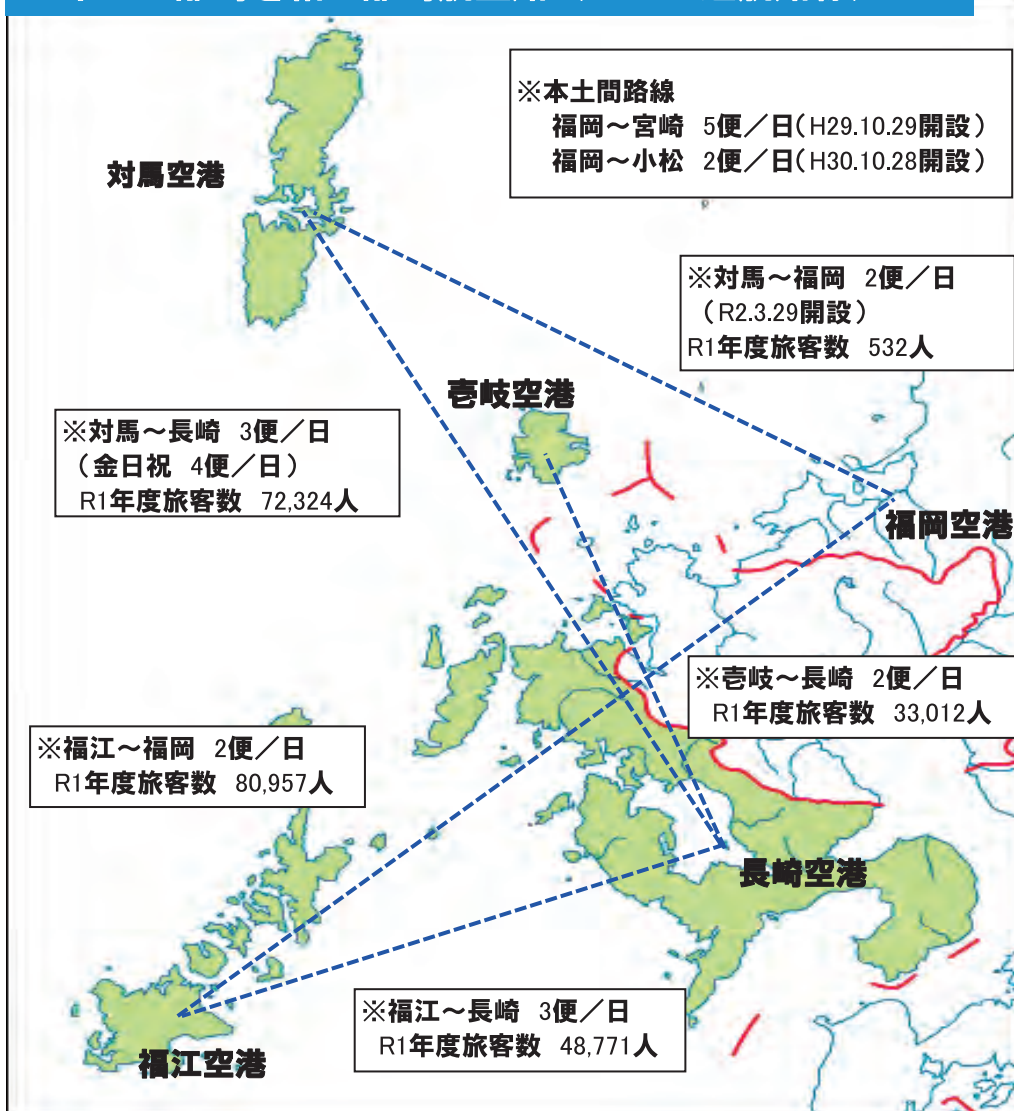 ※本土間路線
福岡～宮崎 5便／日(H29.10.29開設)
福岡～小松 2便／日(H30.10.28開設)
対馬空港
※対馬～福岡 2便／日
(R2.3.29開設)
R1年度旅客数 532人
壱岐空港
※対馬～長崎 3便／日
(金日祝 4便／日)
R1年度旅客数 72,324人
福岡空港
※壱岐～長崎 2便／日
R1年度旅客数 33,012人
※福江～福岡 2便／日
R1年度旅客数 80,957人
長崎空港
※福江～長崎 3便／日
R1年度旅客数 48,771人
福江空港